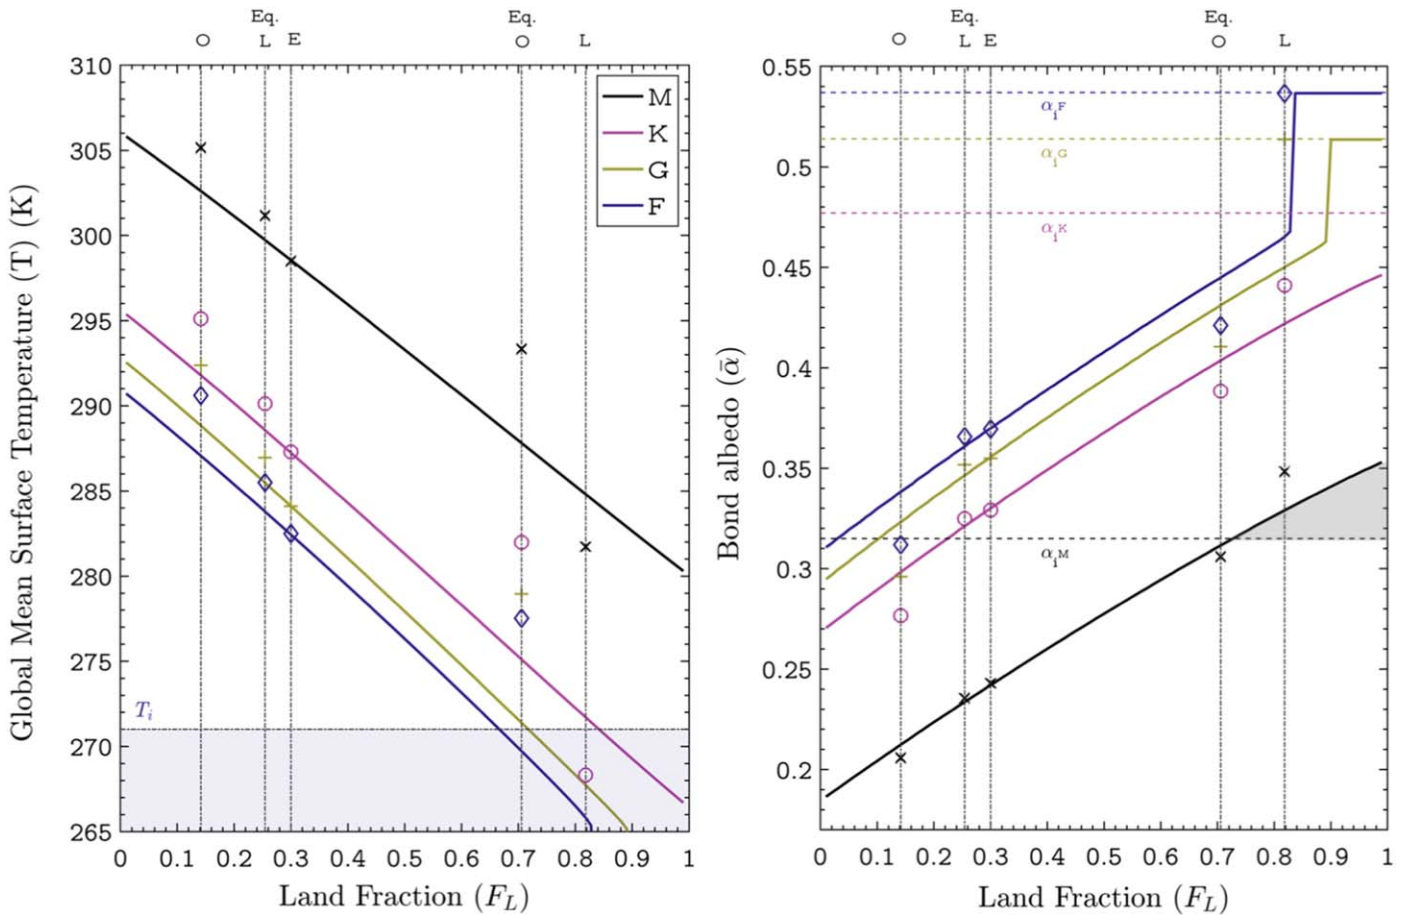 Eq. Eq.
O L E O L
310
305
300
295
290
285
280
275
270
265
Global Mean Surface Temperature (T) (K)
M
K
G
F
T_i
0 0.1 0.2 0.3 0.4 0.5 0.6 0.7 0.8 0.9 1
Land Fraction (F_L)
Eq. Eq.
O L E O L
0.55
0.5
0.45
0.4
0.35
0.3
0.25
0.2
Bond albedo (ᾱ)
α_i^F
α_i^G
α_i^K
α_i^M
0 0.1 0.2 0.3 0.4 0.5 0.6 0.7 0.8 0.9 1
Land Fraction (F_L)